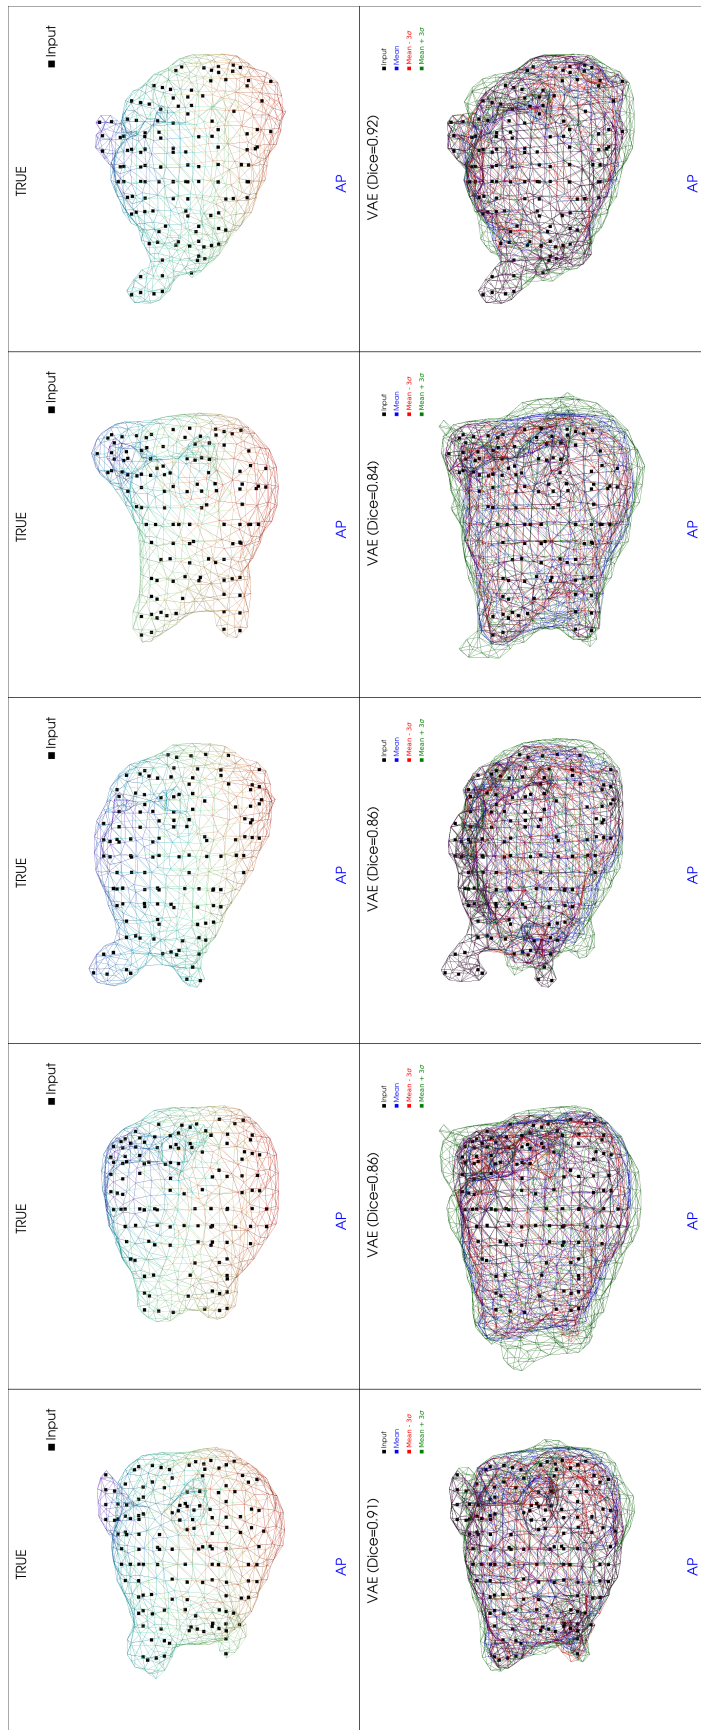 TRUE
Input
AP
TRUE
Input
AP
TRUE
Input
AP
TRUE
Input
AP
TRUE
Input
AP
VAE (Dice=0.91)
Input
Mean
Mean - 3σ
Mean + 3σ
AP
VAE (Dice=0.86)
Input
Mean
Mean - 3σ
Mean + 3σ
AP
VAE (Dice=0.86)
Input
Mean
Mean - 3σ
Mean + 3σ
AP
VAE (Dice=0.84)
Input
Mean
Mean - 3σ
Mean + 3σ
AP
VAE (Dice=0.92)
Input
Mean
Mean - 3σ
Mean + 3σ
AP